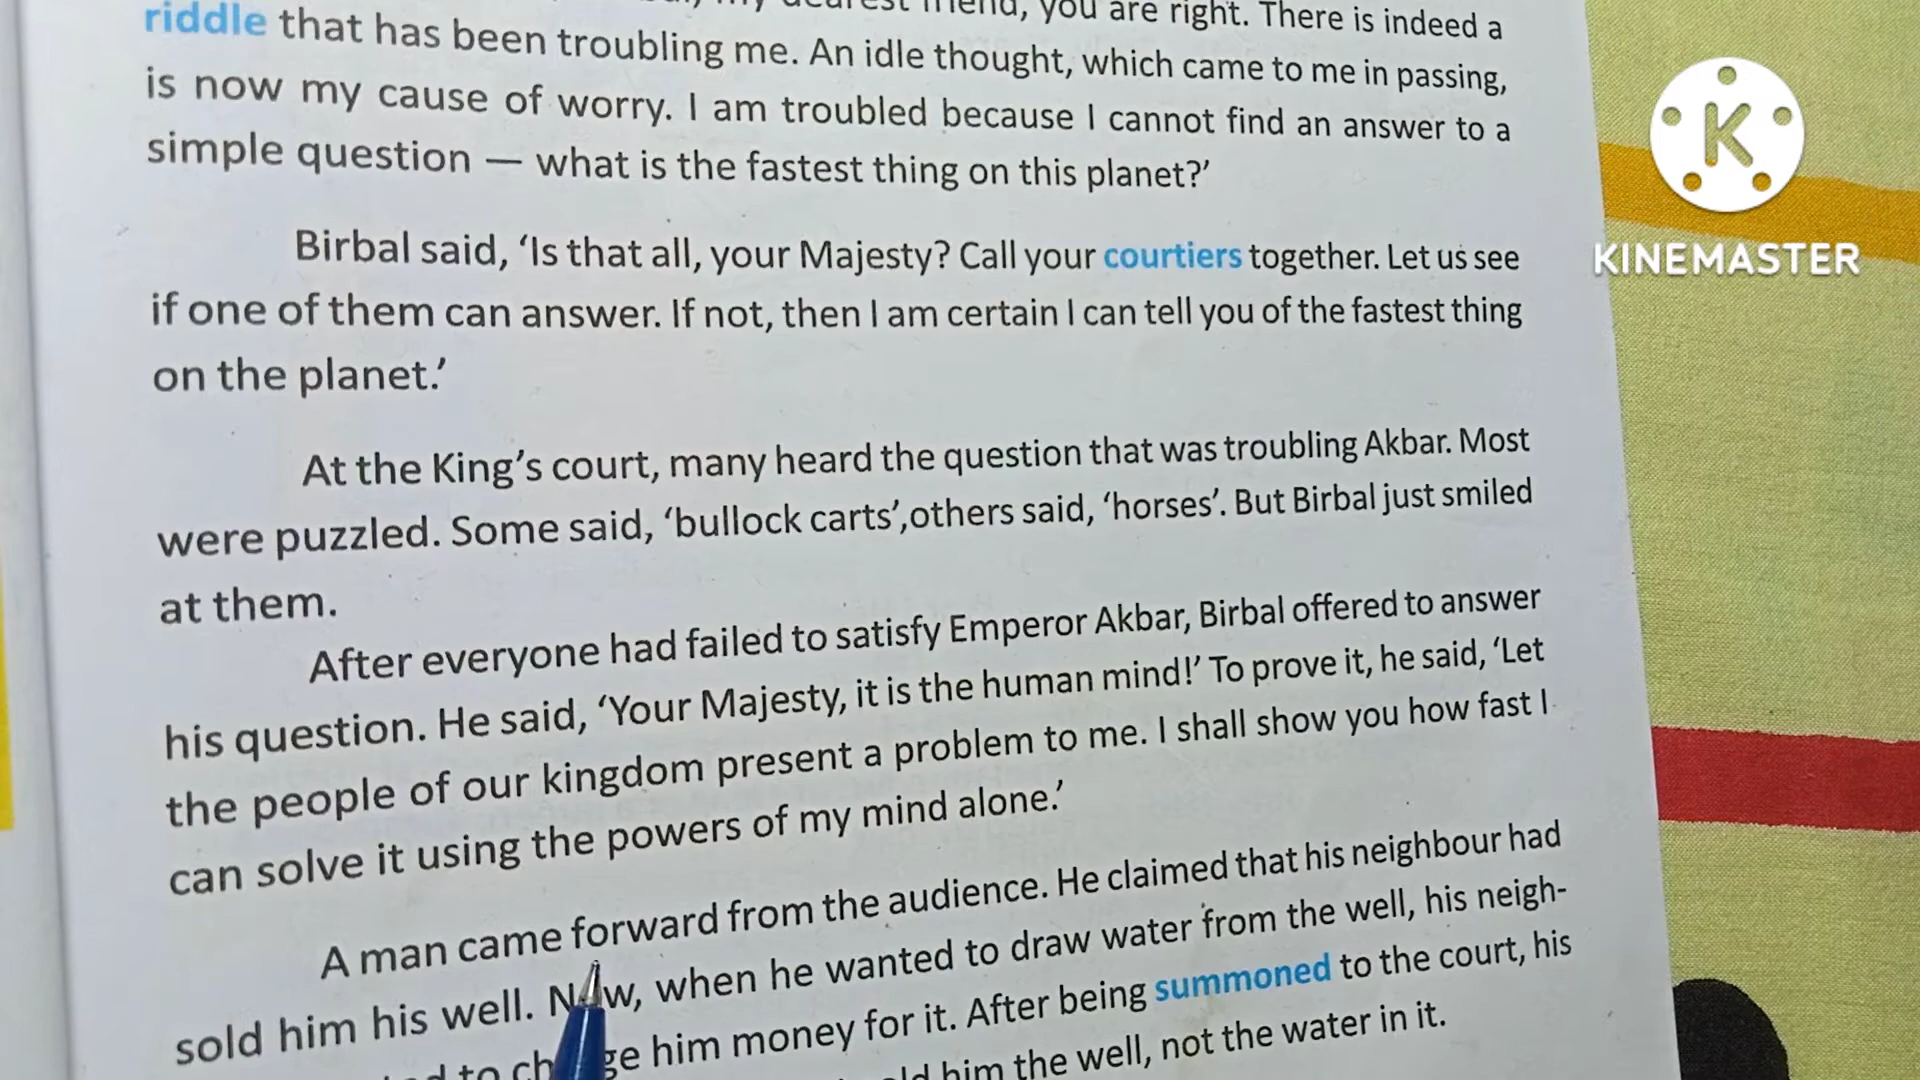 my dearest friend, you are right. There is indeed a
riddle that has been troubling me. An idle thought, which came to me in passing,
is now my cause of worry. I am troubled because I cannot find an answer to a
simple question — what is the fastest thing on this planet?’
Birbal said, ‘Is that all, your Majesty? Call your courtiers together. Let us see
if one of them can answer. If not, then I am certain I can tell you of the fastest thing
on the planet.’
At the King’s court, many heard the question that was troubling Akbar. Most
were puzzled. Some said, ‘bullock carts’,others said, ‘horses’. But Birbal just smiled
at them.
After everyone had failed to satisfy Emperor Akbar, Birbal offered to answer
his question. He said, ‘Your Majesty, it is the human mind!’ To prove it, he said, ‘Let
the people of our kingdom present a problem to me. I shall show you how fast I
can solve it using the powers of my mind alone.’
A man came forward from the audience. He claimed that his neighbour had
sold him his well. Now, when he wanted to draw water from the well, his neigh-
to charge him money for it. After being summoned to the court, his
him the well, not the water in it.
K
KINEMASTER